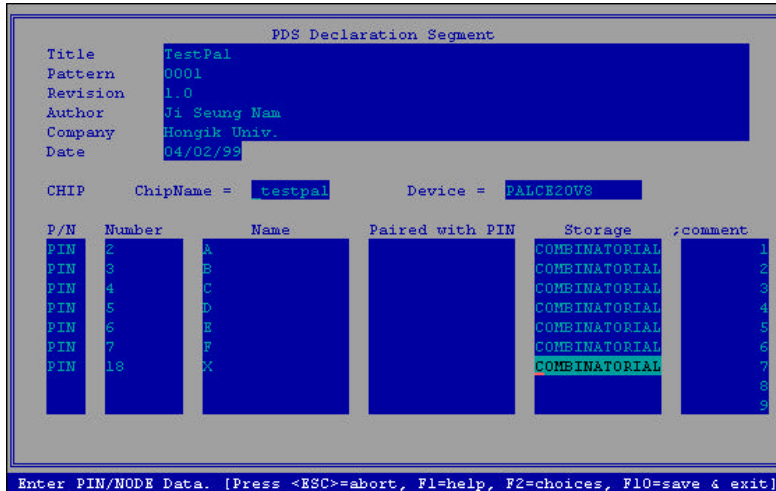 PDS Declaration Segment
Title TestPal
Pattern 0001
Revision 1.0
Author Ji Seung Nam
Company Hongik Univ.
Date 04/02/99
CHIP ChipName = _testpal Device = PALCE20V8
P/N Number Name Paired with PIN Storage ;comment
PIN 2 A COMBINATORIAL 1
PIN 3 B COMBINATORIAL 2
PIN 4 C COMBINATORIAL 3
PIN 5 D COMBINATORIAL 4
PIN 6 E COMBINATORIAL 5
PIN 7 F COMBINATORIAL 6
PIN 18 X COMBINATORIAL 7
8
9
Enter PIN/NODE Data. [Press <ESC>=abort, F1=help, F2=choices, F10=save & exit]